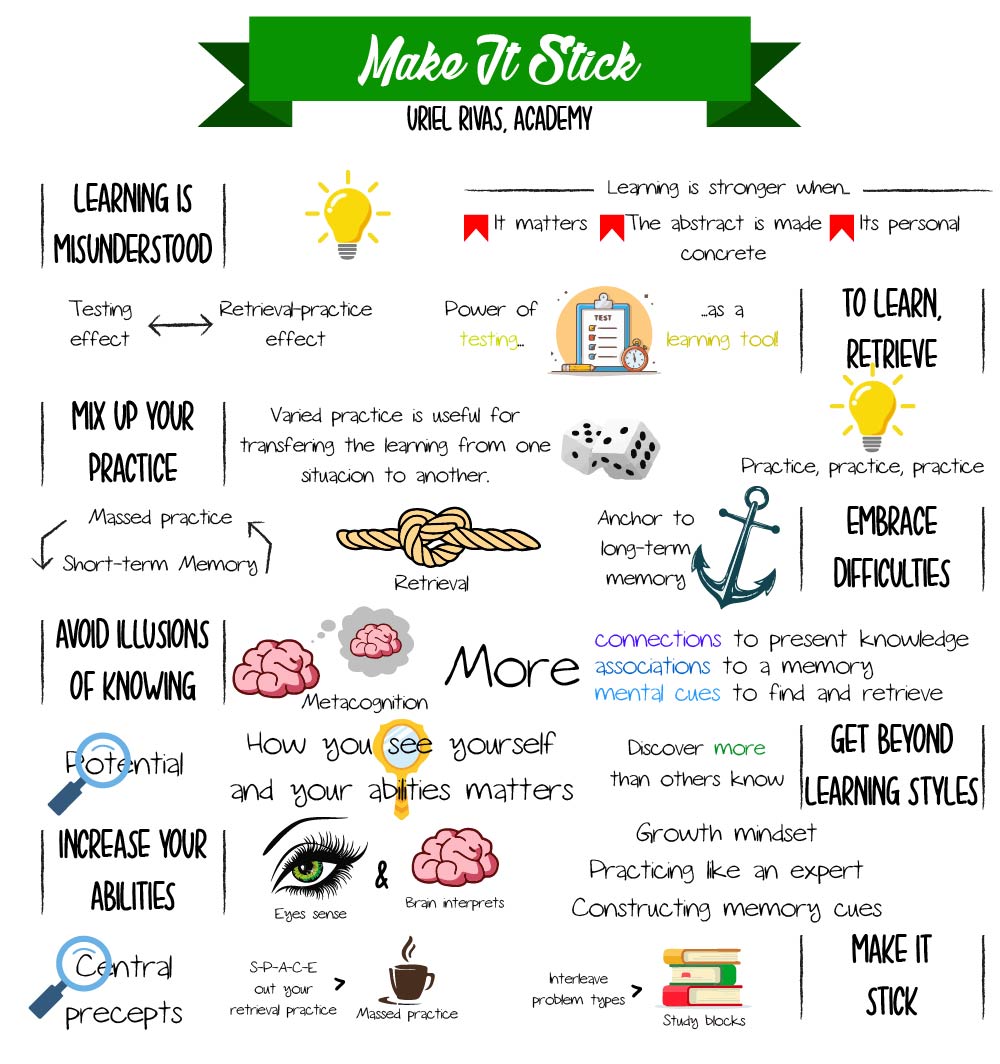 Make It Stick
URIEL RIVAS, ACADEMY
LEARNING IS
MISUNDERSTOOD
Learning is stronger when...
It matters
The abstract is made
concrete
Its personal
Testing
effect
Retrieval-practice
effect
Power of
testing...
TEST
...as a
learning tool!
TO LEARN,
RETRIEVE
MIX UP YOUR
PRACTICE
Varied practice is useful for
transfering the learning from one
situacion to another.
Practice, practice, practice
Massed practice
Short-term Memory
Retrieval
Anchor to
long-term
memory
EMBRACE
DIFFICULTIES
AVOID ILLUSIONS
OF KNOWING
Metacognition
More
connections to present knowledge
associations to a memory
mental cues to find and retrieve
Potential
How you see yourself
and your abilities matters
Discover more
than others know
GET BEYOND
LEARNING STYLES
INCREASE YOUR
ABILITIES
Eyes sense
&
Brain interprets
Growth mindset
Practicing like an expert
Constructing memory cues
Central
precepts
S-P-A-C-E
out your
retrieval practice
>
Massed practice
Interleave
problem types
>
Study blocks
MAKE IT
STICK